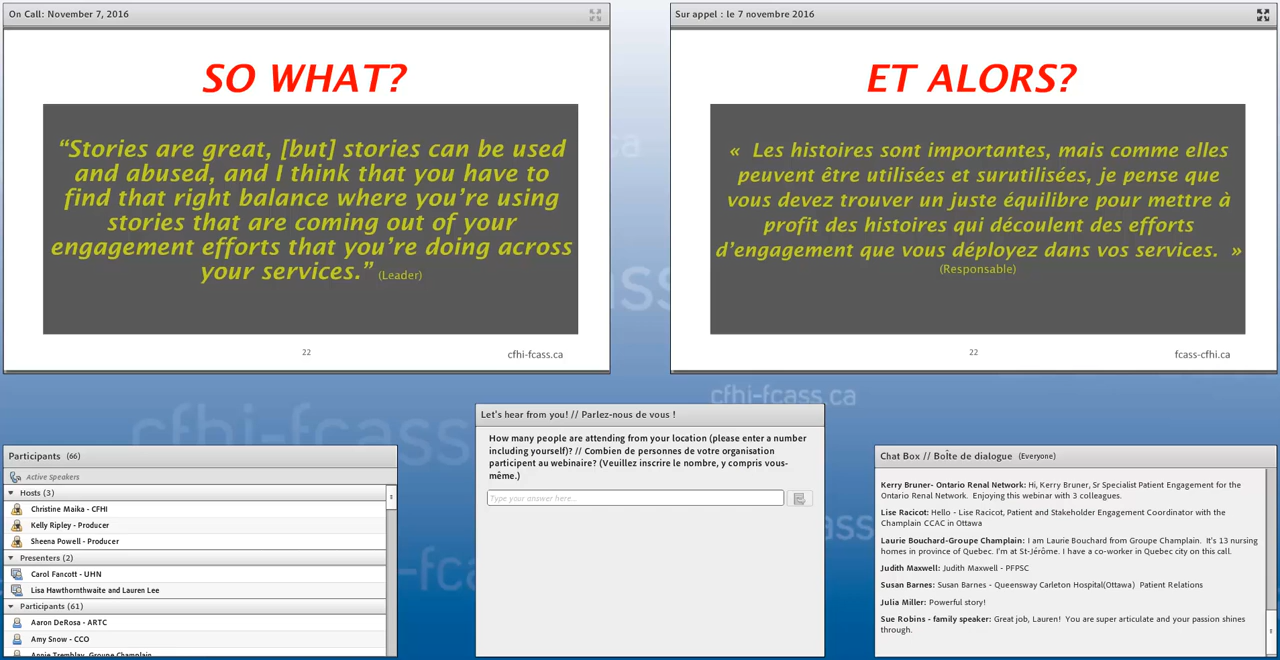 On Call: November 7, 2016
SO WHAT?
“Stories are great, [but] stories can be used
and abused, and I think that you have to
find that right balance where you’re using
stories that are coming out of your
engagement efforts that you’re doing across
your services.” (Leader)
22
cfhi-fcass.ca
Sur appel : le 7 novembre 2016
ET ALORS?
« Les histoires sont importantes, mais comme elles
peuvent être utilisées et surutilisées, je pense que
vous devez trouver un juste équilibre pour mettre à
profit des histoires qui découlent des efforts
d’engagement que vous déployez dans vos services. »
(Responsable)
22
fcass-cfhi.ca
cfhi-fcass.ca
cfhi-fcass
Participants (66)
Active Speakers
Hosts (3)
Christine Maika - CFHI
Kelly Ripley - Producer
Sheena Powell - Producer
Presenters (2)
Carol Fancott - UHN
Lisa Hawthornthwaite and Lauren Lee
Participants (61)
Aaron DeRosa - ARTC
Amy Snow - CCO
Annie Tremblay, Groupe Champlain
Let's hear from you! // Parlez-nous de vous !
How many people are attending from your location (please enter a number
including yourself)? // Combien de personnes de votre organisation
participent au webinaire? (Veuillez inscrire le nombre, y compris vous-
même.)
Type your answer here...
Chat Box // Boîte de dialogue (Everyone)
Kerry Bruner- Ontario Renal Network: Hi, Kerry Bruner, Sr Specialist Patient Engagement for the
Ontario Renal Network. Enjoying this webinar with 3 colleagues.
Lise Racicot: Hello - Lise Racicot, Patient and Stakeholder Engagement Coordinator with the
Champlain CCAC in Ottawa
Laurie Bouchard-Groupe Champlain: I am Laurie Bouchard from Groupe Champlain. It's 13 nursing
homes in province of Quebec. I'm at St-Jérôme. I have a co-worker in Quebec city on this call.
Judith Maxwell: Judith Maxwell - PFPSC
Susan Barnes: Susan Barnes - Queensway Carleton Hospital(Ottawa) Patient Relations
Julia Miller: Powerful story!
Sue Robins - family speaker: Great job, Lauren! You are super articulate and your passion shines
through.